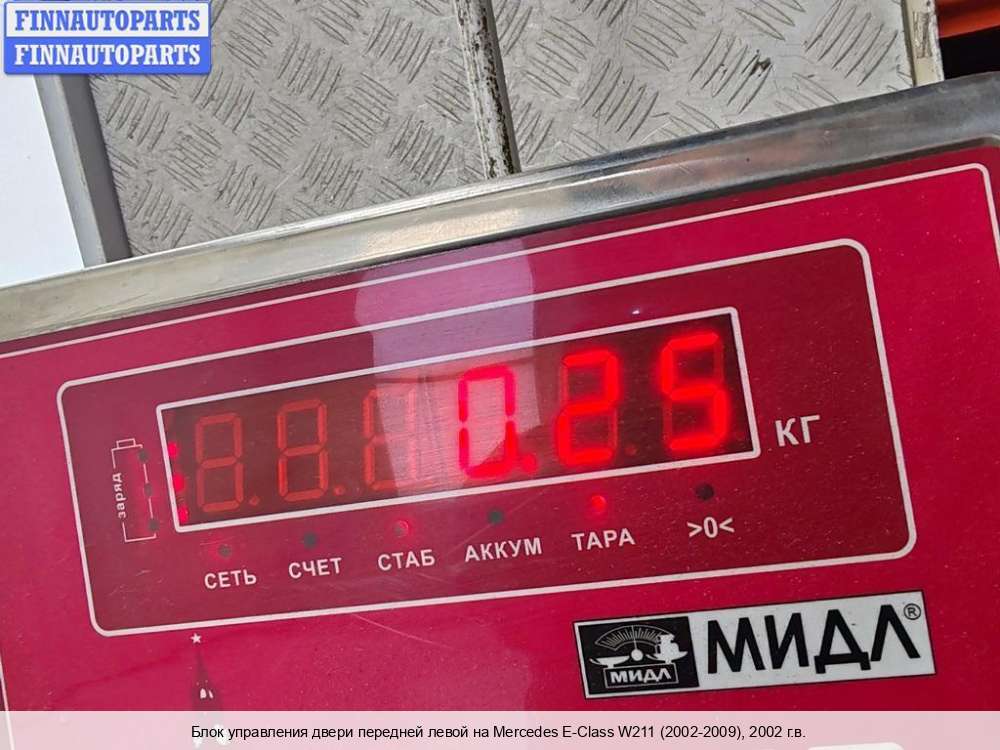 FINNAUTOPARTS
FINNAUTOPARTS
0.25
КГ
заряд
СЕТЬ СЧЕТ СТАБ АККУМ ТАРА >0<
МИДЛ МИДЛ®
Блок управления двери передней левой на Mercedes E-Class W211 (2002-2009), 2002 г.в.